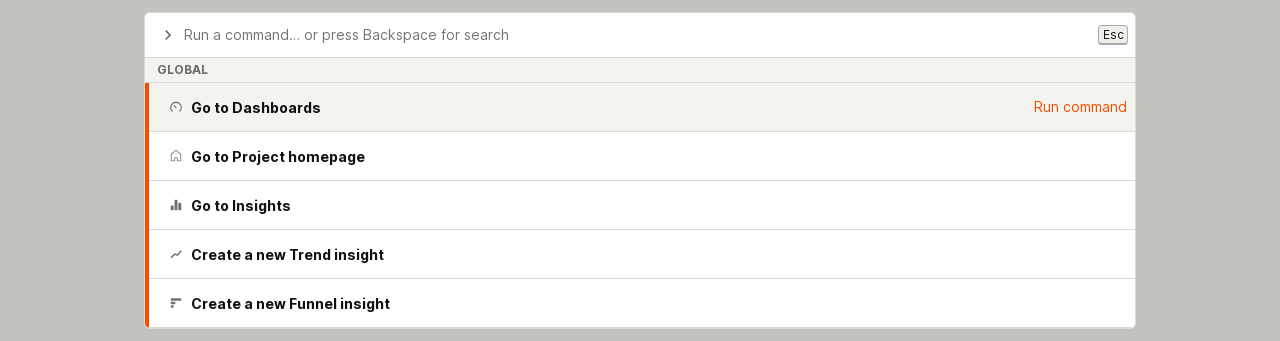 Run a command... or press Backspace for search
Esc
GLOBAL
Go to Dashboards
Run command
Go to Project homepage
Go to Insights
Create a new Trend insight
Create a new Funnel insight